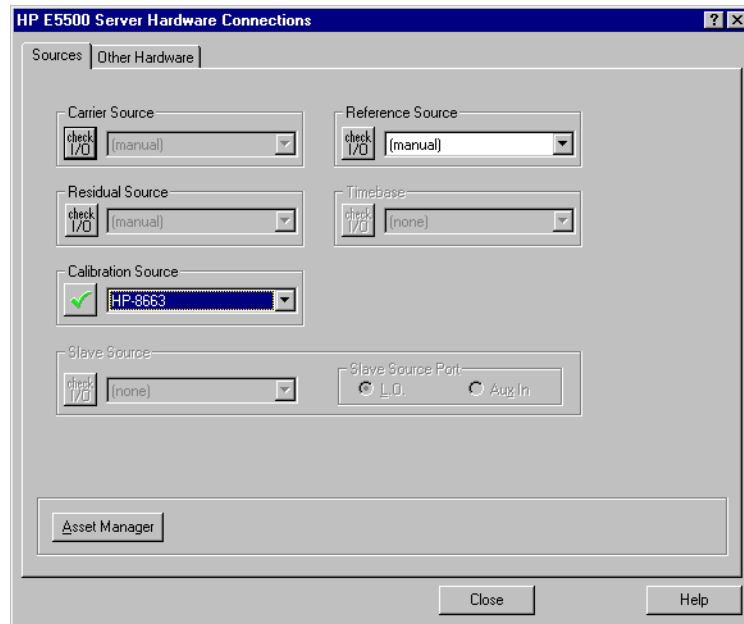 HP E5500 Server Hardware Connections
Sources
Other Hardware
Carrier Source
check I/O
(manual)
Reference Source
check I/O
(manual)
Residual Source
check I/O
(manual)
Timebase
check I/O
(none)
Calibration Source
HP-8663
Slave Source
check I/O
(none)
Slave Source Port
L.O.
Aux In
Asset Manager
Close
Help